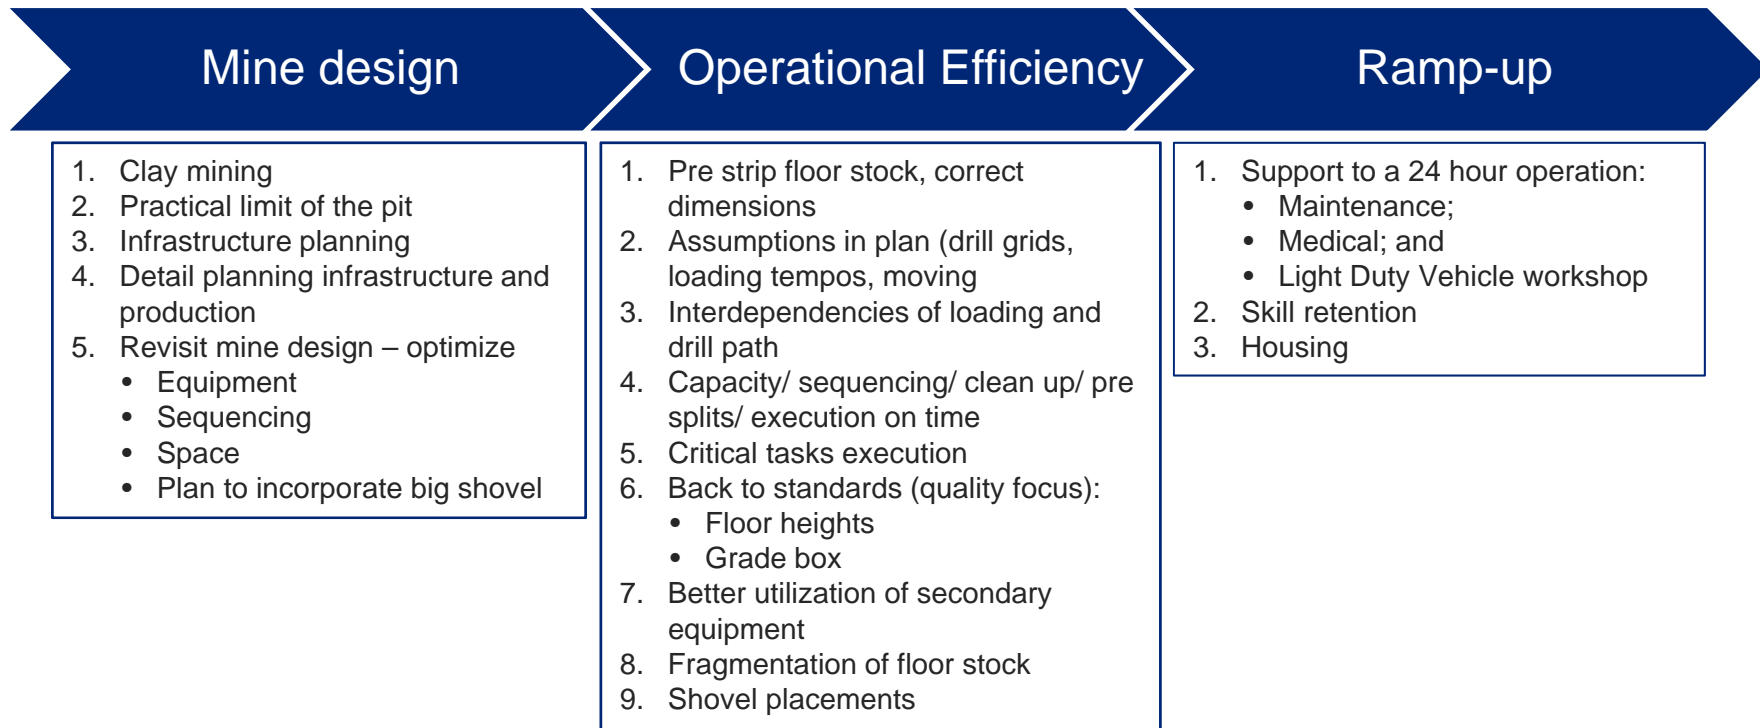 Mine design
Operational Efficiency
Ramp-up
1. Clay mining
2. Practical limit of the pit
3. Infrastructure planning
4. Detail planning infrastructure and
production
5. Revisit mine design – optimize
• Equipment
• Sequencing
• Space
• Plan to incorporate big shovel
1. Pre strip floor stock, correct
dimensions
2. Assumptions in plan (drill grids,
loading tempos, moving
3. Interdependencies of loading and
drill path
4. Capacity/ sequencing/ clean up/ pre
splits/ execution on time
5. Critical tasks execution
6. Back to standards (quality focus):
• Floor heights
• Grade box
7. Better utilization of secondary
equipment
8. Fragmentation of floor stock
9. Shovel placements
1. Support to a 24 hour operation:
• Maintenance;
• Medical; and
• Light Duty Vehicle workshop
2. Skill retention
3. Housing